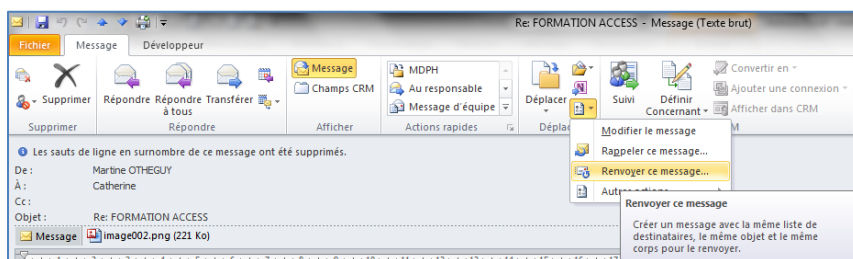 Re: FORMATION ACCESS - Message (Texte brut)
Fichier Message Développeur
Supprimer
Répondre Répondre à tous Transférer
Message
Champs CRM
MDPH
Au responsable
Message d'équipe
Déplacer
Suivi
Définir Concernant
Convertir en
Ajouter une connexion
Afficher dans CRM
Supprimer Répondre Afficher Actions rapides Déplac M
Modifier le message
Rappeler ce message...
Renvoyer ce message...
Autres actions
Renvoyer ce message
Créer un message avec la même liste de
destinataires, le même objet et le même
corps pour le renvoyer.
Les sauts de ligne en surnombre de ce message ont été supprimés.
De : Martine OTHEGUY
À : Catherine
Cc :
Objet : Re: FORMATION ACCESS
Message image002.png (221 Ko)